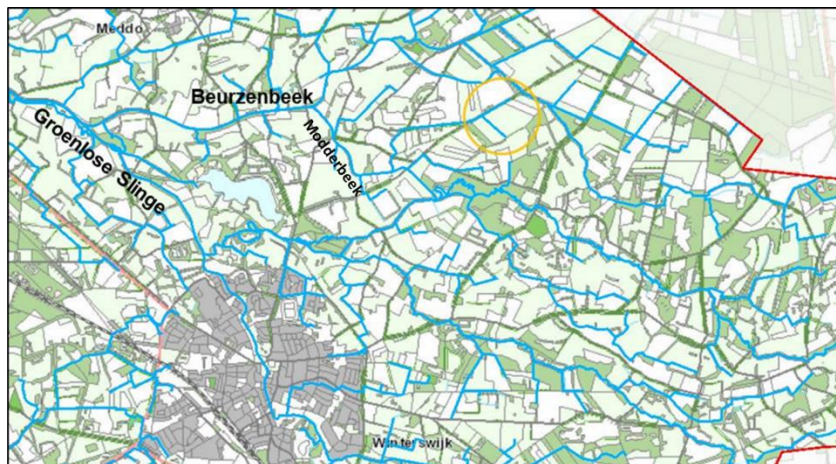 Meddo
Beurzenbeek
Groenlose Slinge
Modderbeek
Winterswijk